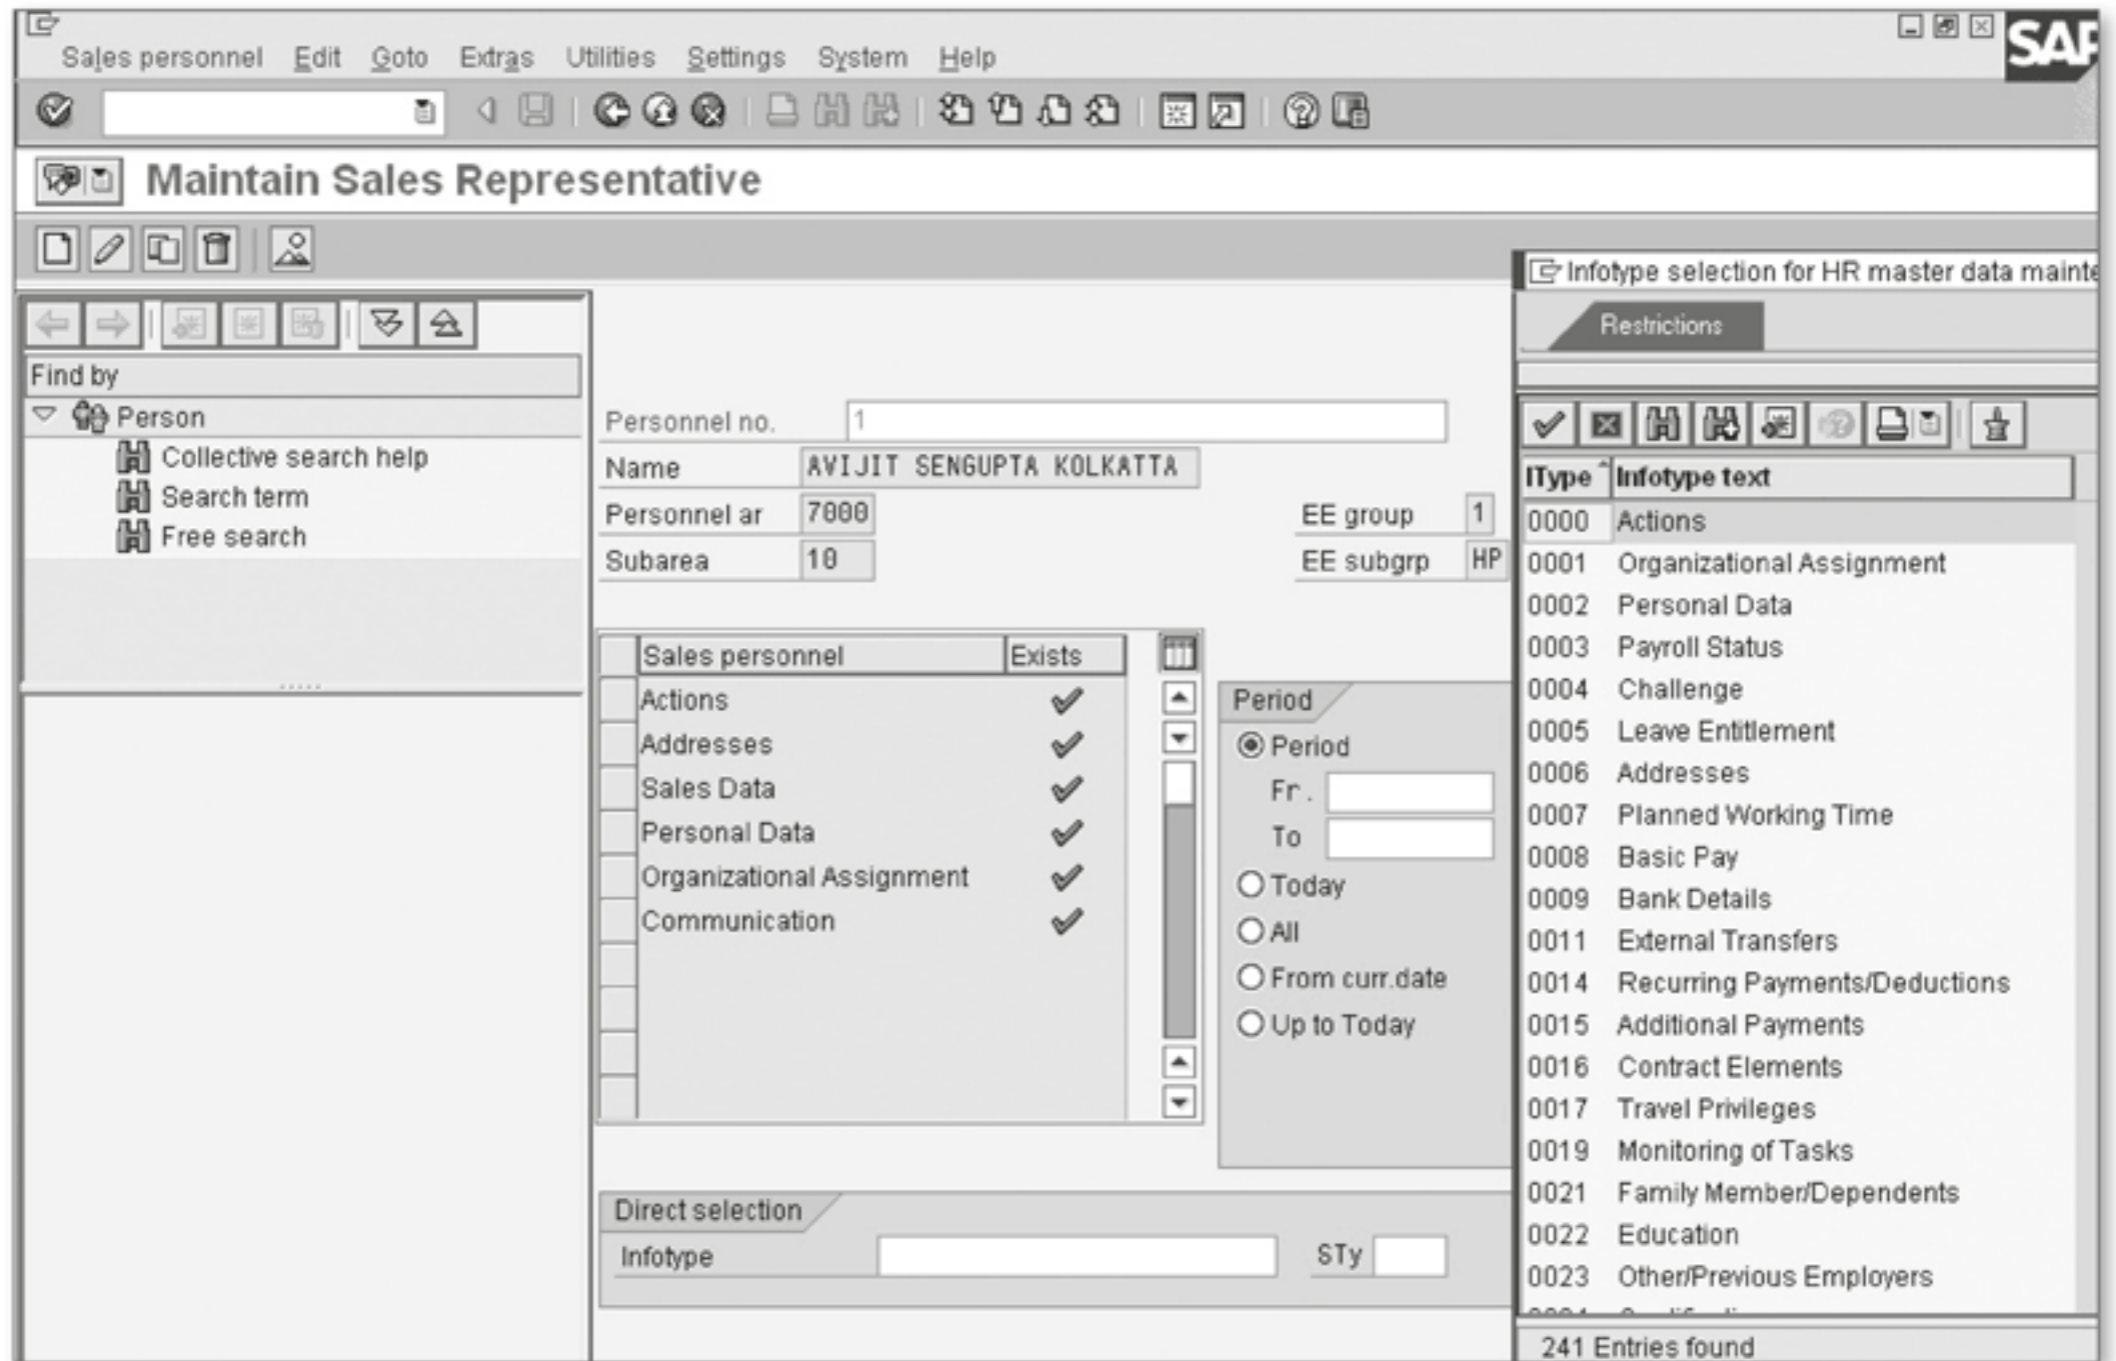 Sales personnel Edit Goto Extras Utilities Settings System Help
SAP
Maintain Sales Representative
Find by
Person
Collective search help
Search term
Free search
Personnel no. 1
Name AVIJIT SENGUPTA KOLKATTA
Personnel ar 7000 EE group 1
Subarea 10 EE subgrp HP
Sales personnel Exists
Actions
Addresses
Sales Data
Personal Data
Organizational Assignment
Communication
Period
Period
Fr.
To
Today
All
From curr.date
Up to Today
Direct selection
Infotype STy
Infotype selection for HR master data mainte
Restrictions
IType Infotype text
0000 Actions
0001 Organizational Assignment
0002 Personal Data
0003 Payroll Status
0004 Challenge
0005 Leave Entitlement
0006 Addresses
0007 Planned Working Time
0008 Basic Pay
0009 Bank Details
0011 External Transfers
0014 Recurring Payments/Deductions
0015 Additional Payments
0016 Contract Elements
0017 Travel Privileges
0019 Monitoring of Tasks
0021 Family Member/Dependents
0022 Education
0023 Other/Previous Employers
241 Entries found